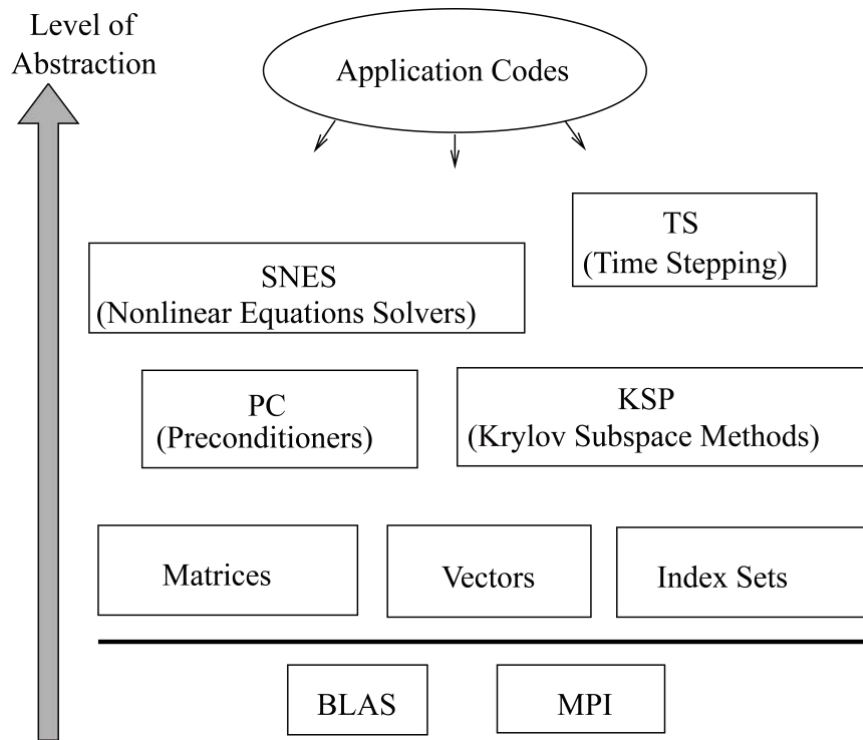 Level of
Abstraction
Application Codes
TS
(Time Stepping)
SNES
(Nonlinear Equations Solvers)
PC
(Preconditioners)
KSP
(Krylov Subspace Methods)
Matrices
Vectors
Index Sets
BLAS
MPI